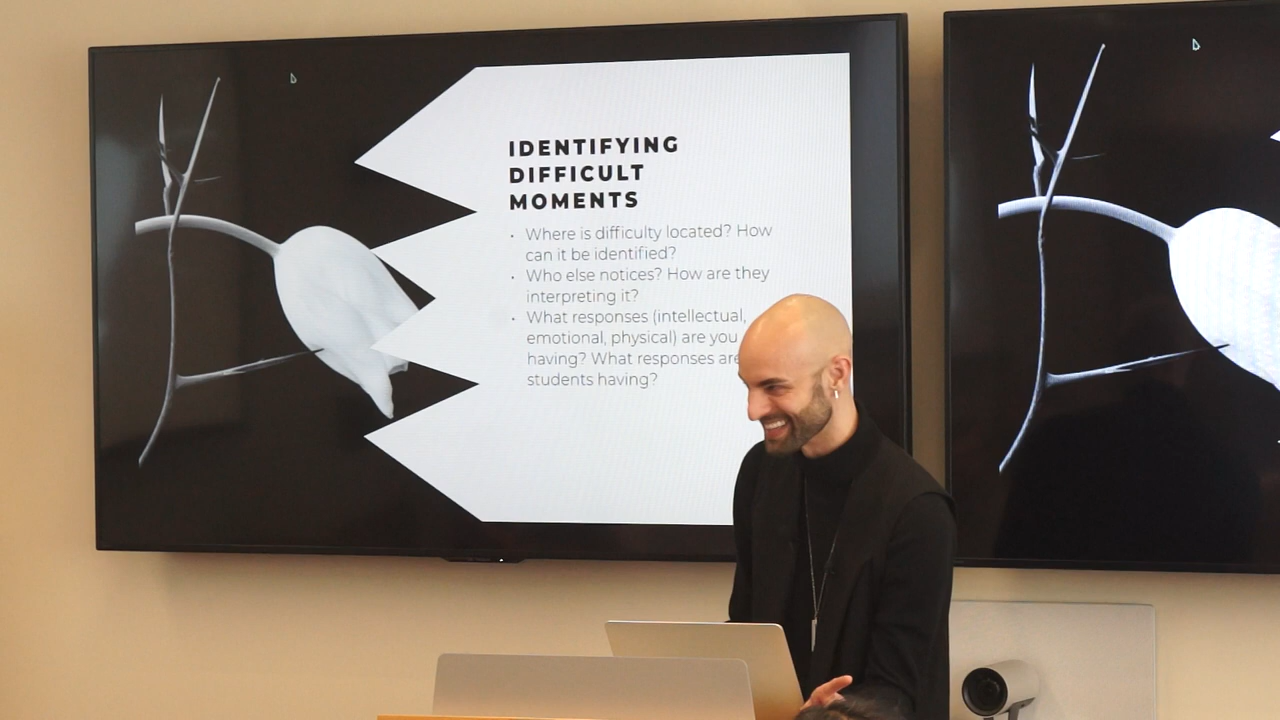 IDENTIFYING
DIFFICULT
MOMENTS
• Where is difficulty located? How
can it be identified?
• Who else notices? How are they
interpreting it?
• What responses (intellectual,
emotional, physical) are you
having? What responses are
students having?